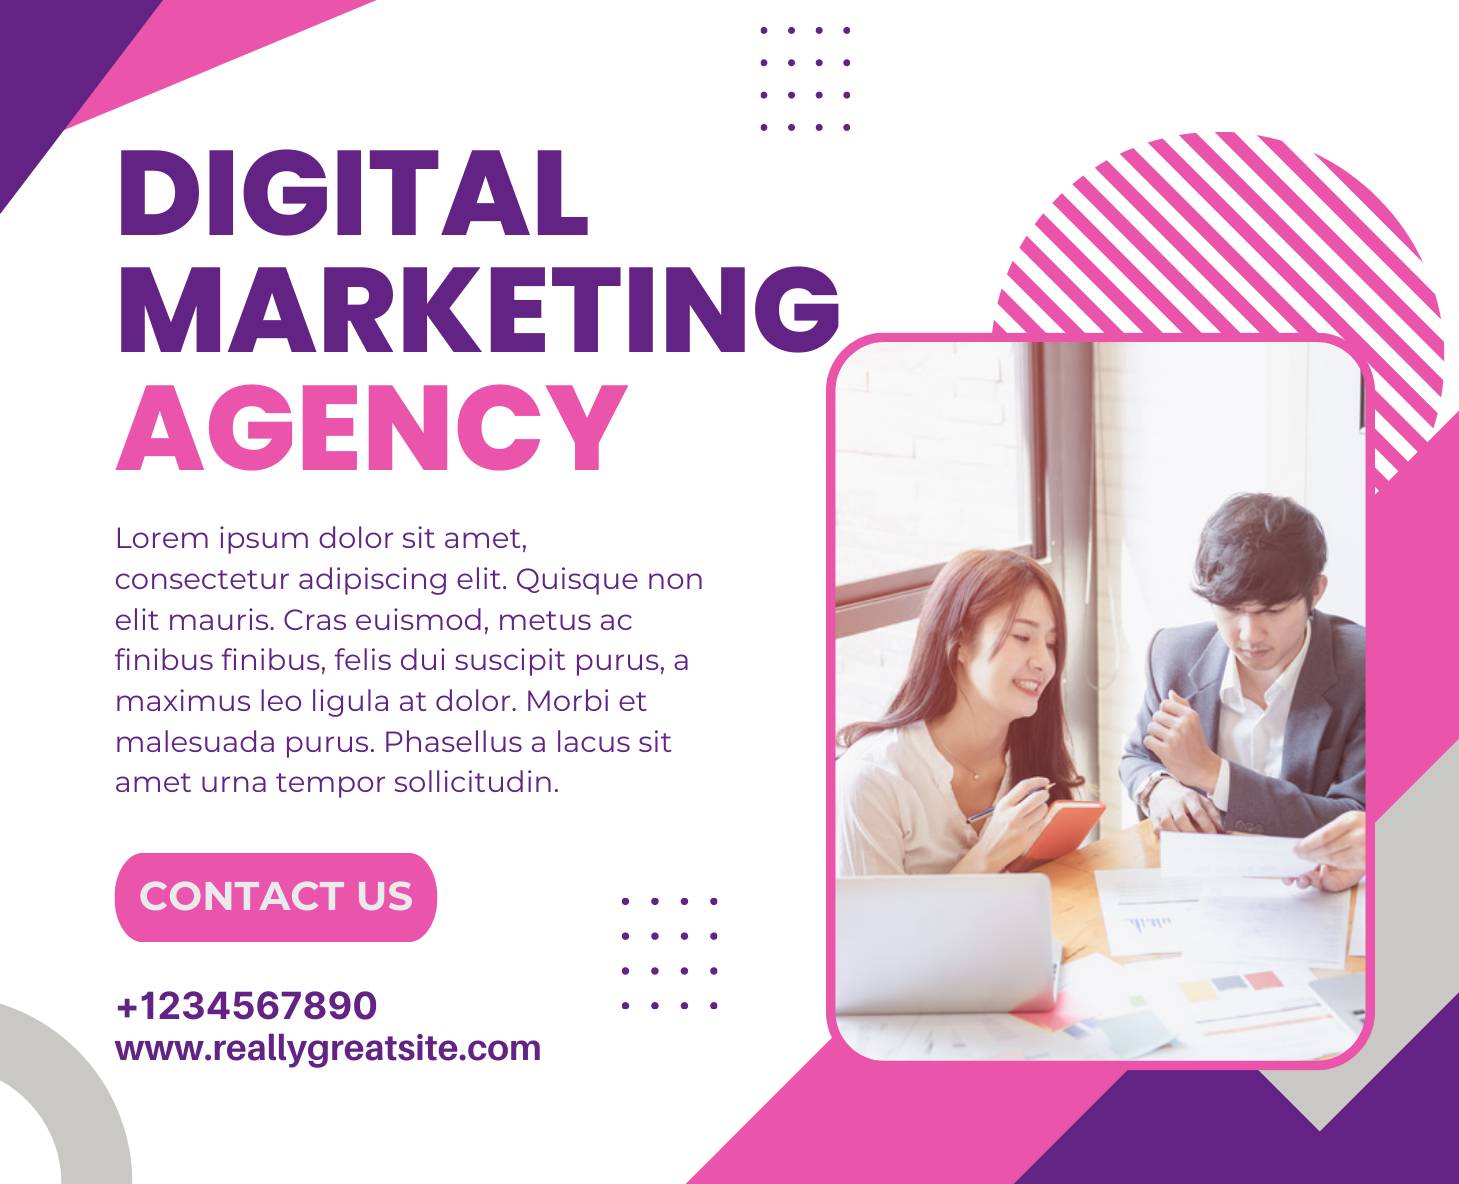 DIGITAL
MARKETING
AGENCY
Lorem ipsum dolor sit amet,
consectetur adipiscing elit. Quisque non
elit mauris. Cras euismod, metus ac
finibus finibus, felis dui suscipit purus, a
maximus leo ligula at dolor. Morbi et
malesuada purus. Phasellus a lacus sit
amet urna tempor sollicitudin.
CONTACT US
+1234567890
www.reallygreatsite.com